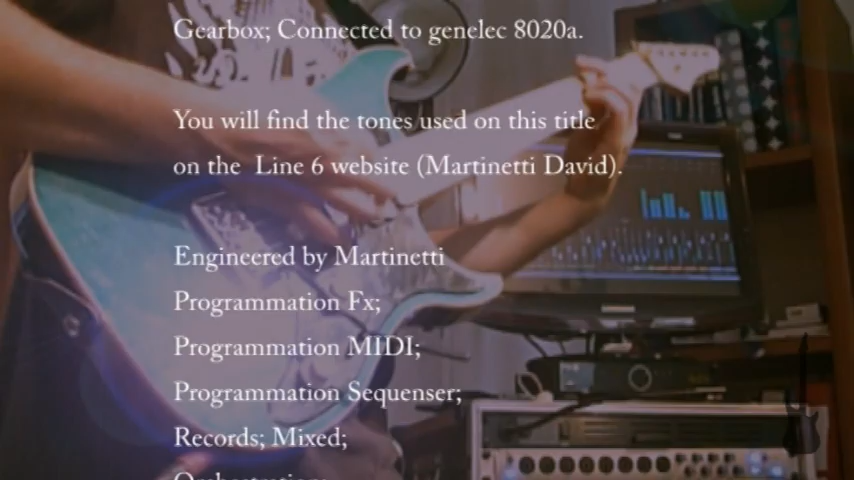 Gearbox; Connected to genelec 8020a.
You will find the tones used on this title
on the  Line 6 website (Martinetti David).
Engineered by Martinetti
Programmation Fx;
Programmation MIDI;
Programmation Sequenser;
Records; Mixed;